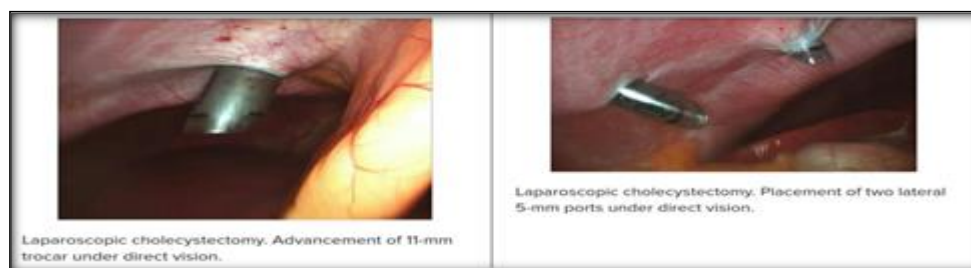 Laparoscopic cholecystectomy. Advancement of 11-mm
trocar under direct vision.
Laparoscopic cholecystectomy. Placement of two lateral
5-mm ports under direct vision.